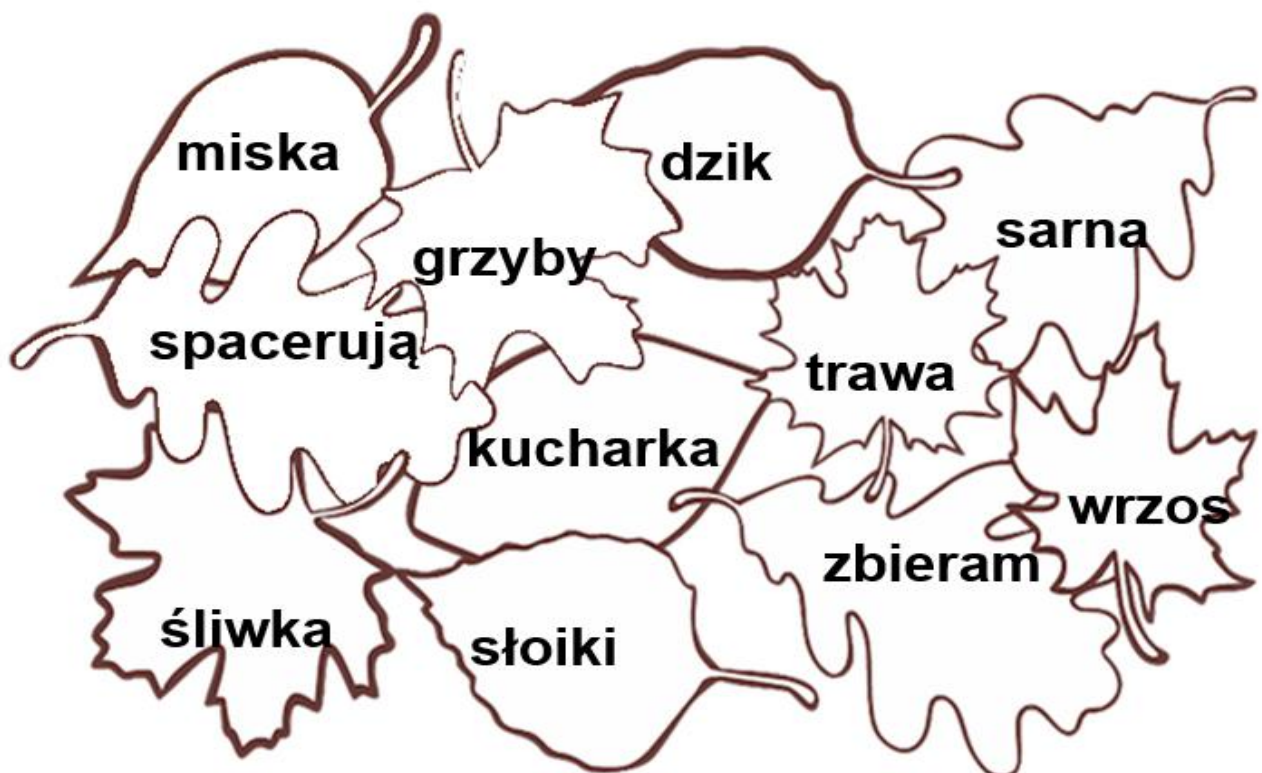 miska
dzik
sarna
grzyby
spacerują
trawa
kucharka
wrzos
zbieram
śliwka
słoiki